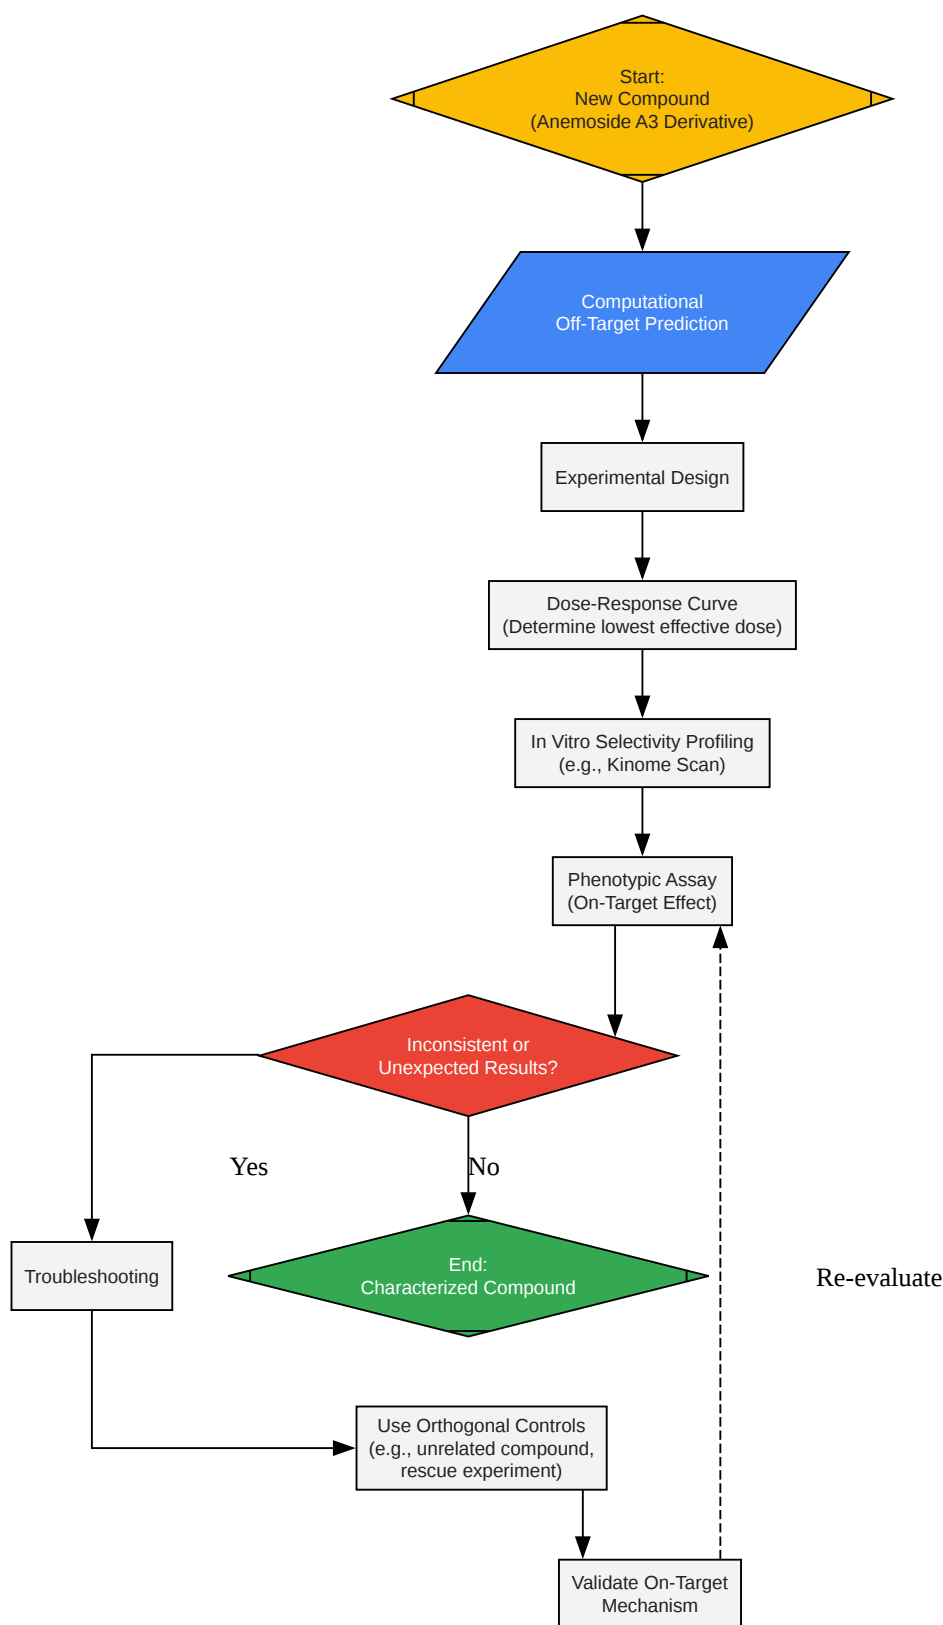 Start:
New Compound
(Anemoside A3 Derivative)
Computational
Off-Target Prediction
Experimental Design
Dose-Response Curve
(Determine lowest effective dose)
In Vitro Selectivity Profiling
(e.g., Kinome Scan)
Phenotypic Assay
(On-Target Effect)
Inconsistent or
Unexpected Results?
Yes
No
Troubleshooting
End:
Characterized Compound
Re-evaluate
Use Orthogonal Controls
(e.g., unrelated compound,
rescue experiment)
Validate On-Target
Mechanism